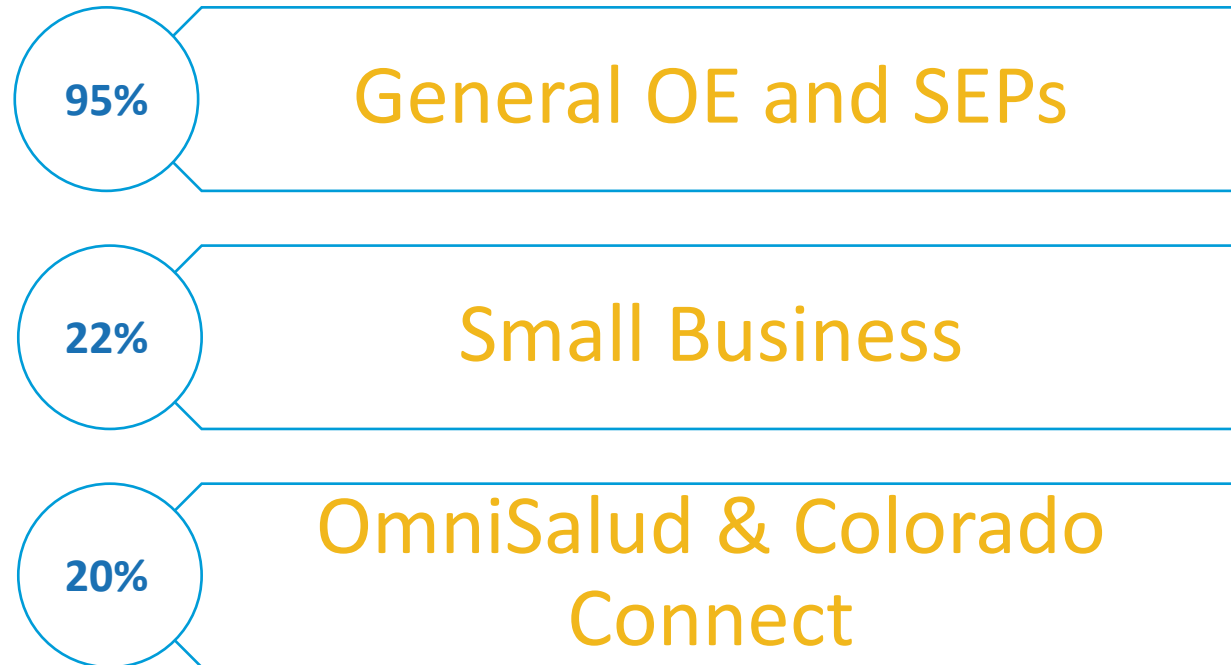 95%
General OE and SEPs
22%
Small Business
20%
OmniSalud & Colorado
Connect